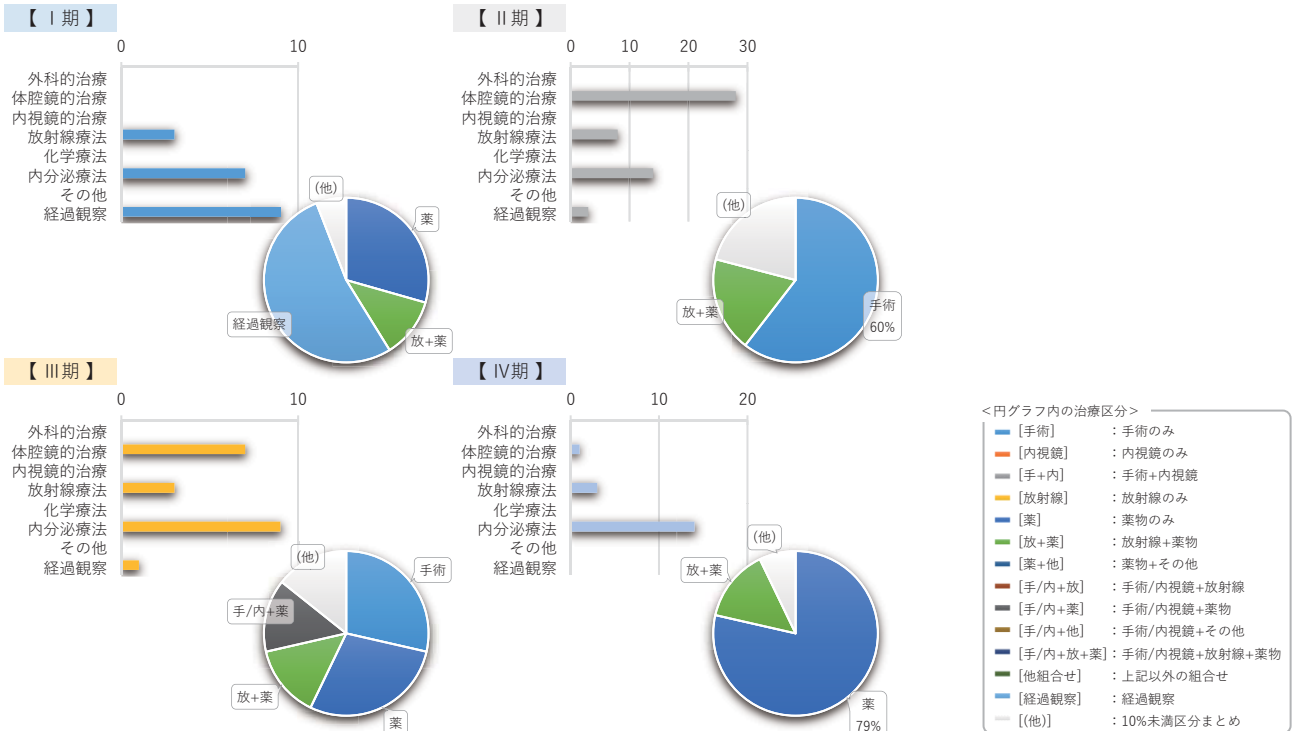 【 Ⅰ期 】
0 10
外科的治療
体腔鏡的治療
内視鏡的治療
放射線療法
化学療法
内分泌療法
その他
経過観察
(他)
薬
経過観察
放+薬
【 Ⅱ期 】
0 10 20 30
外科的治療
体腔鏡的治療
内視鏡的治療
放射線療法
化学療法
内分泌療法
その他
経過観察
(他)
放+薬
手術
60%
【 Ⅲ期 】
0 10
外科的治療
体腔鏡的治療
内視鏡的治療
放射線療法
化学療法
内分泌療法
その他
経過観察
(他)
手術
手/内+薬
放+薬
薬
【 Ⅳ期 】
0 10 20
外科的治療
体腔鏡的治療
内視鏡的治療
放射線療法
化学療法
内分泌療法
その他
経過観察
(他)
放+薬
薬
79%
＜円グラフ内の治療区分＞
[手術] ：手術のみ
[内視鏡] ：内視鏡のみ
[手+内] ：手術+内視鏡
[放射線] ：放射線のみ
[薬] ：薬物のみ
[放+薬] ：放射線+薬物
[薬+他] ：薬物+その他
[手/内+放] ：手術/内視鏡+放射線
[手/内+薬] ：手術/内視鏡+薬物
[手/内+他] ：手術/内視鏡+その他
[手/内+放+薬]：手術/内視鏡+放射線+薬物
[他組合せ] ：上記以外の組合せ
[経過観察] ：経過観察
[(他)] ：10%未満区分まとめ